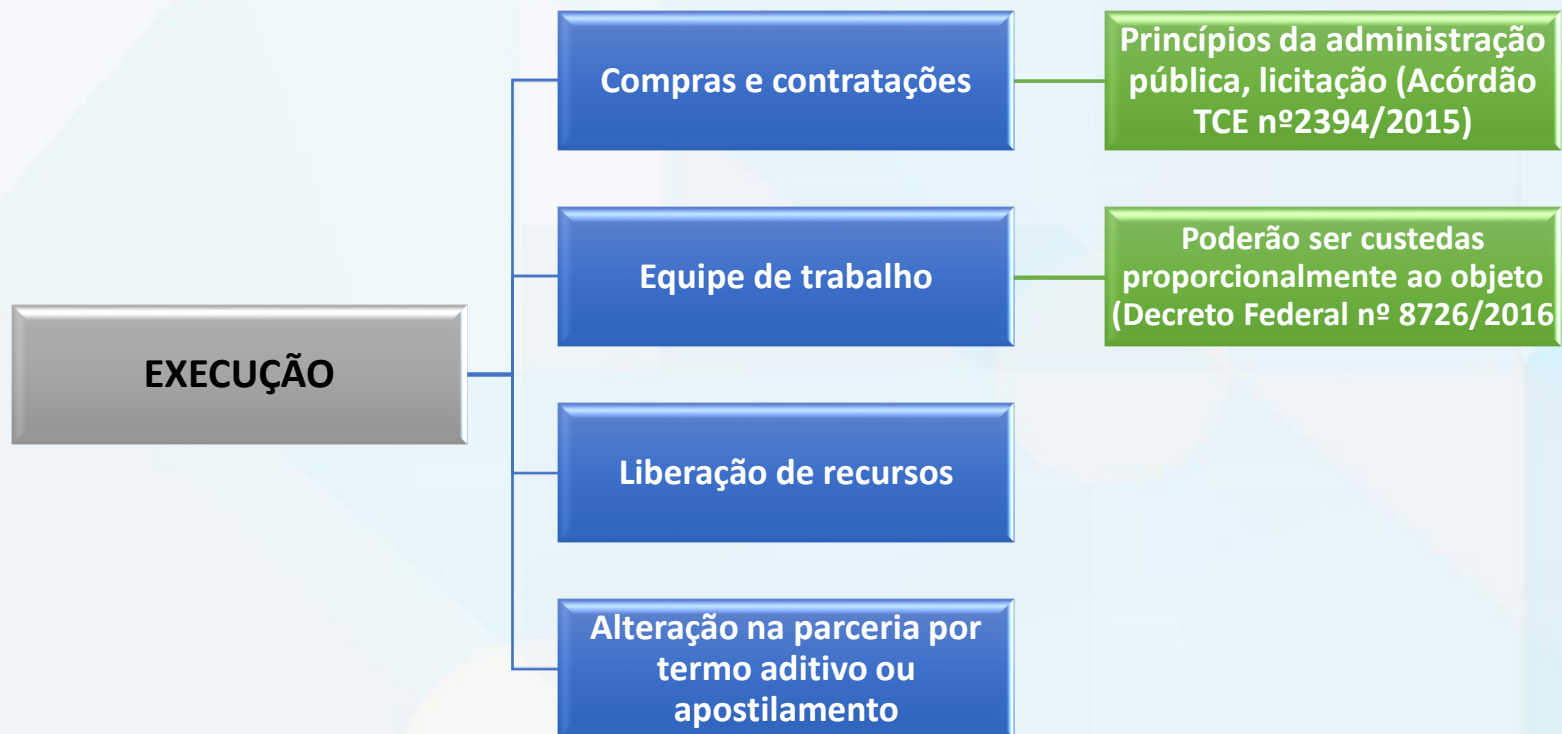 Compras e contratações
Princípios da administração
pública, licitação (Acórdão
TCE nº2394/2015)
Equipe de trabalho
Poderão ser custedas
proporcionalmente ao objeto
(Decreto Federal nº 8726/2016
EXECUÇÃO
Liberação de recursos
Alteração na parceria por
termo aditivo ou
apostilamento